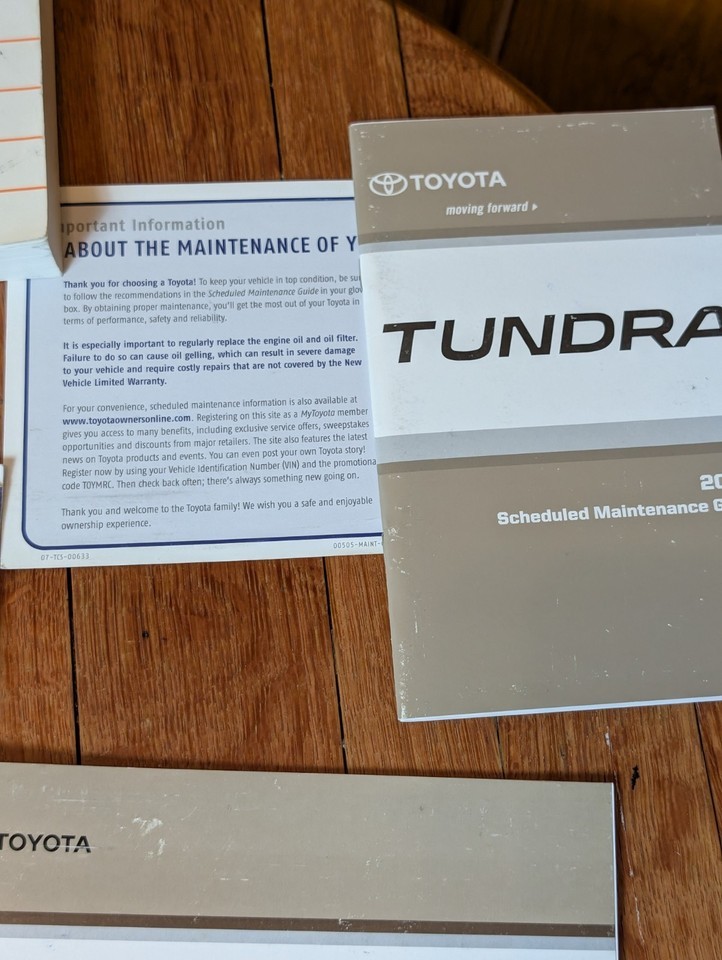 portant Information
ABOUT THE MAINTENANCE OF Y
Thank you for choosing a Toyota! To keep your vehicle in top condition, be su
to follow the recommendations in the Scheduled Maintenance Guide in your glov
box. By obtaining proper maintenance, you'll get the most out of your Toyota in
terms of performance, safety and reliability.
It is especially important to regularly replace the engine oil and oil filter.
Failure to do so can cause oil gelling, which can result in severe damage
to your vehicle and require costly repairs that are not covered by the New
Vehicle Limited Warranty.
For your convenience, scheduled maintenance information is also available at
www.toyotaownersonline.com. Registering on this site as a MyToyota member
gives you access to many benefits, including exclusive service offers, sweepstakes
opportunities and discounts from major retailers. The site also features the latest
news on Toyota products and events. You can even post your own Toyota story!
Register now by using your Vehicle Identification Number (VIN) and the promotiona
code TOYMRC. Then check back often; there's always something new going on.
Thank you and welcome to the Toyota family! We wish you a safe and enjoyable
ownership experience.
07-TCS-00633
00505-MAINT-
TOYOTA
moving forward
TUNDRA
20
Scheduled Maintenance G
TOYOTA